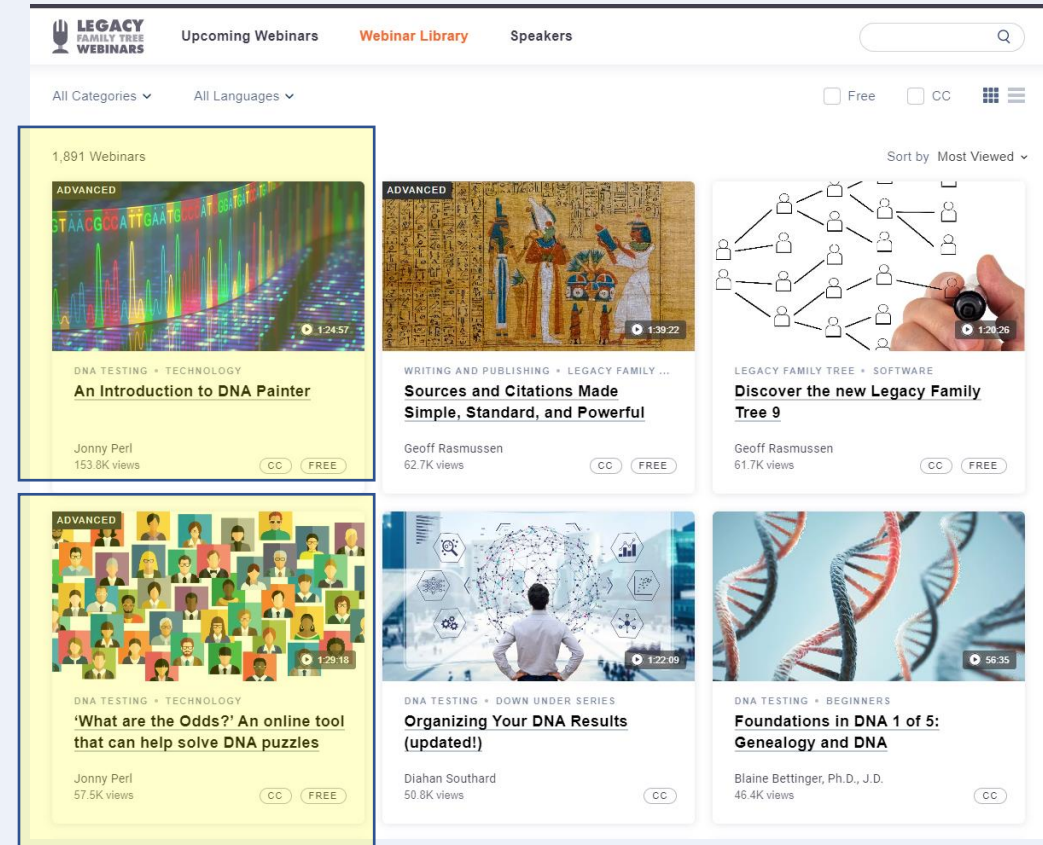 LEGACY
FAMILY TREE
WEBINARS
Upcoming Webinars
Webinar Library
Speakers
All Categories
All Languages
Free
CC
1,891 Webinars
Sort by Most Viewed
ADVANCED
GTAACGCCATTGAATG
1:24:57
DNA TESTING • TECHNOLOGY
An Introduction to DNA Painter
Jonny Perl
153.8K views
CC
FREE
ADVANCED
1:39:22
WRITING AND PUBLISHING • LEGACY FAMILY ...
Sources and Citations Made
Simple, Standard, and Powerful
Geoff Rasmussen
62.7K views
CC
FREE
1:20:26
LEGACY FAMILY TREE • SOFTWARE
Discover the new Legacy Family
Tree 9
Geoff Rasmussen
61.7K views
CC
FREE
ADVANCED
1:29:18
DNA TESTING • TECHNOLOGY
‘What are the Odds?’ An online tool
that can help solve DNA puzzles
Jonny Perl
57.5K views
CC
FREE
1:22:09
DNA TESTING • DOWN UNDER SERIES
Organizing Your DNA Results
(updated!)
Diahan Southard
50.8K views
CC
56:35
DNA TESTING • BEGINNERS
Foundations in DNA 1 of 5:
Genealogy and DNA
Blaine Bettinger, Ph.D., J.D.
46.4K views
CC